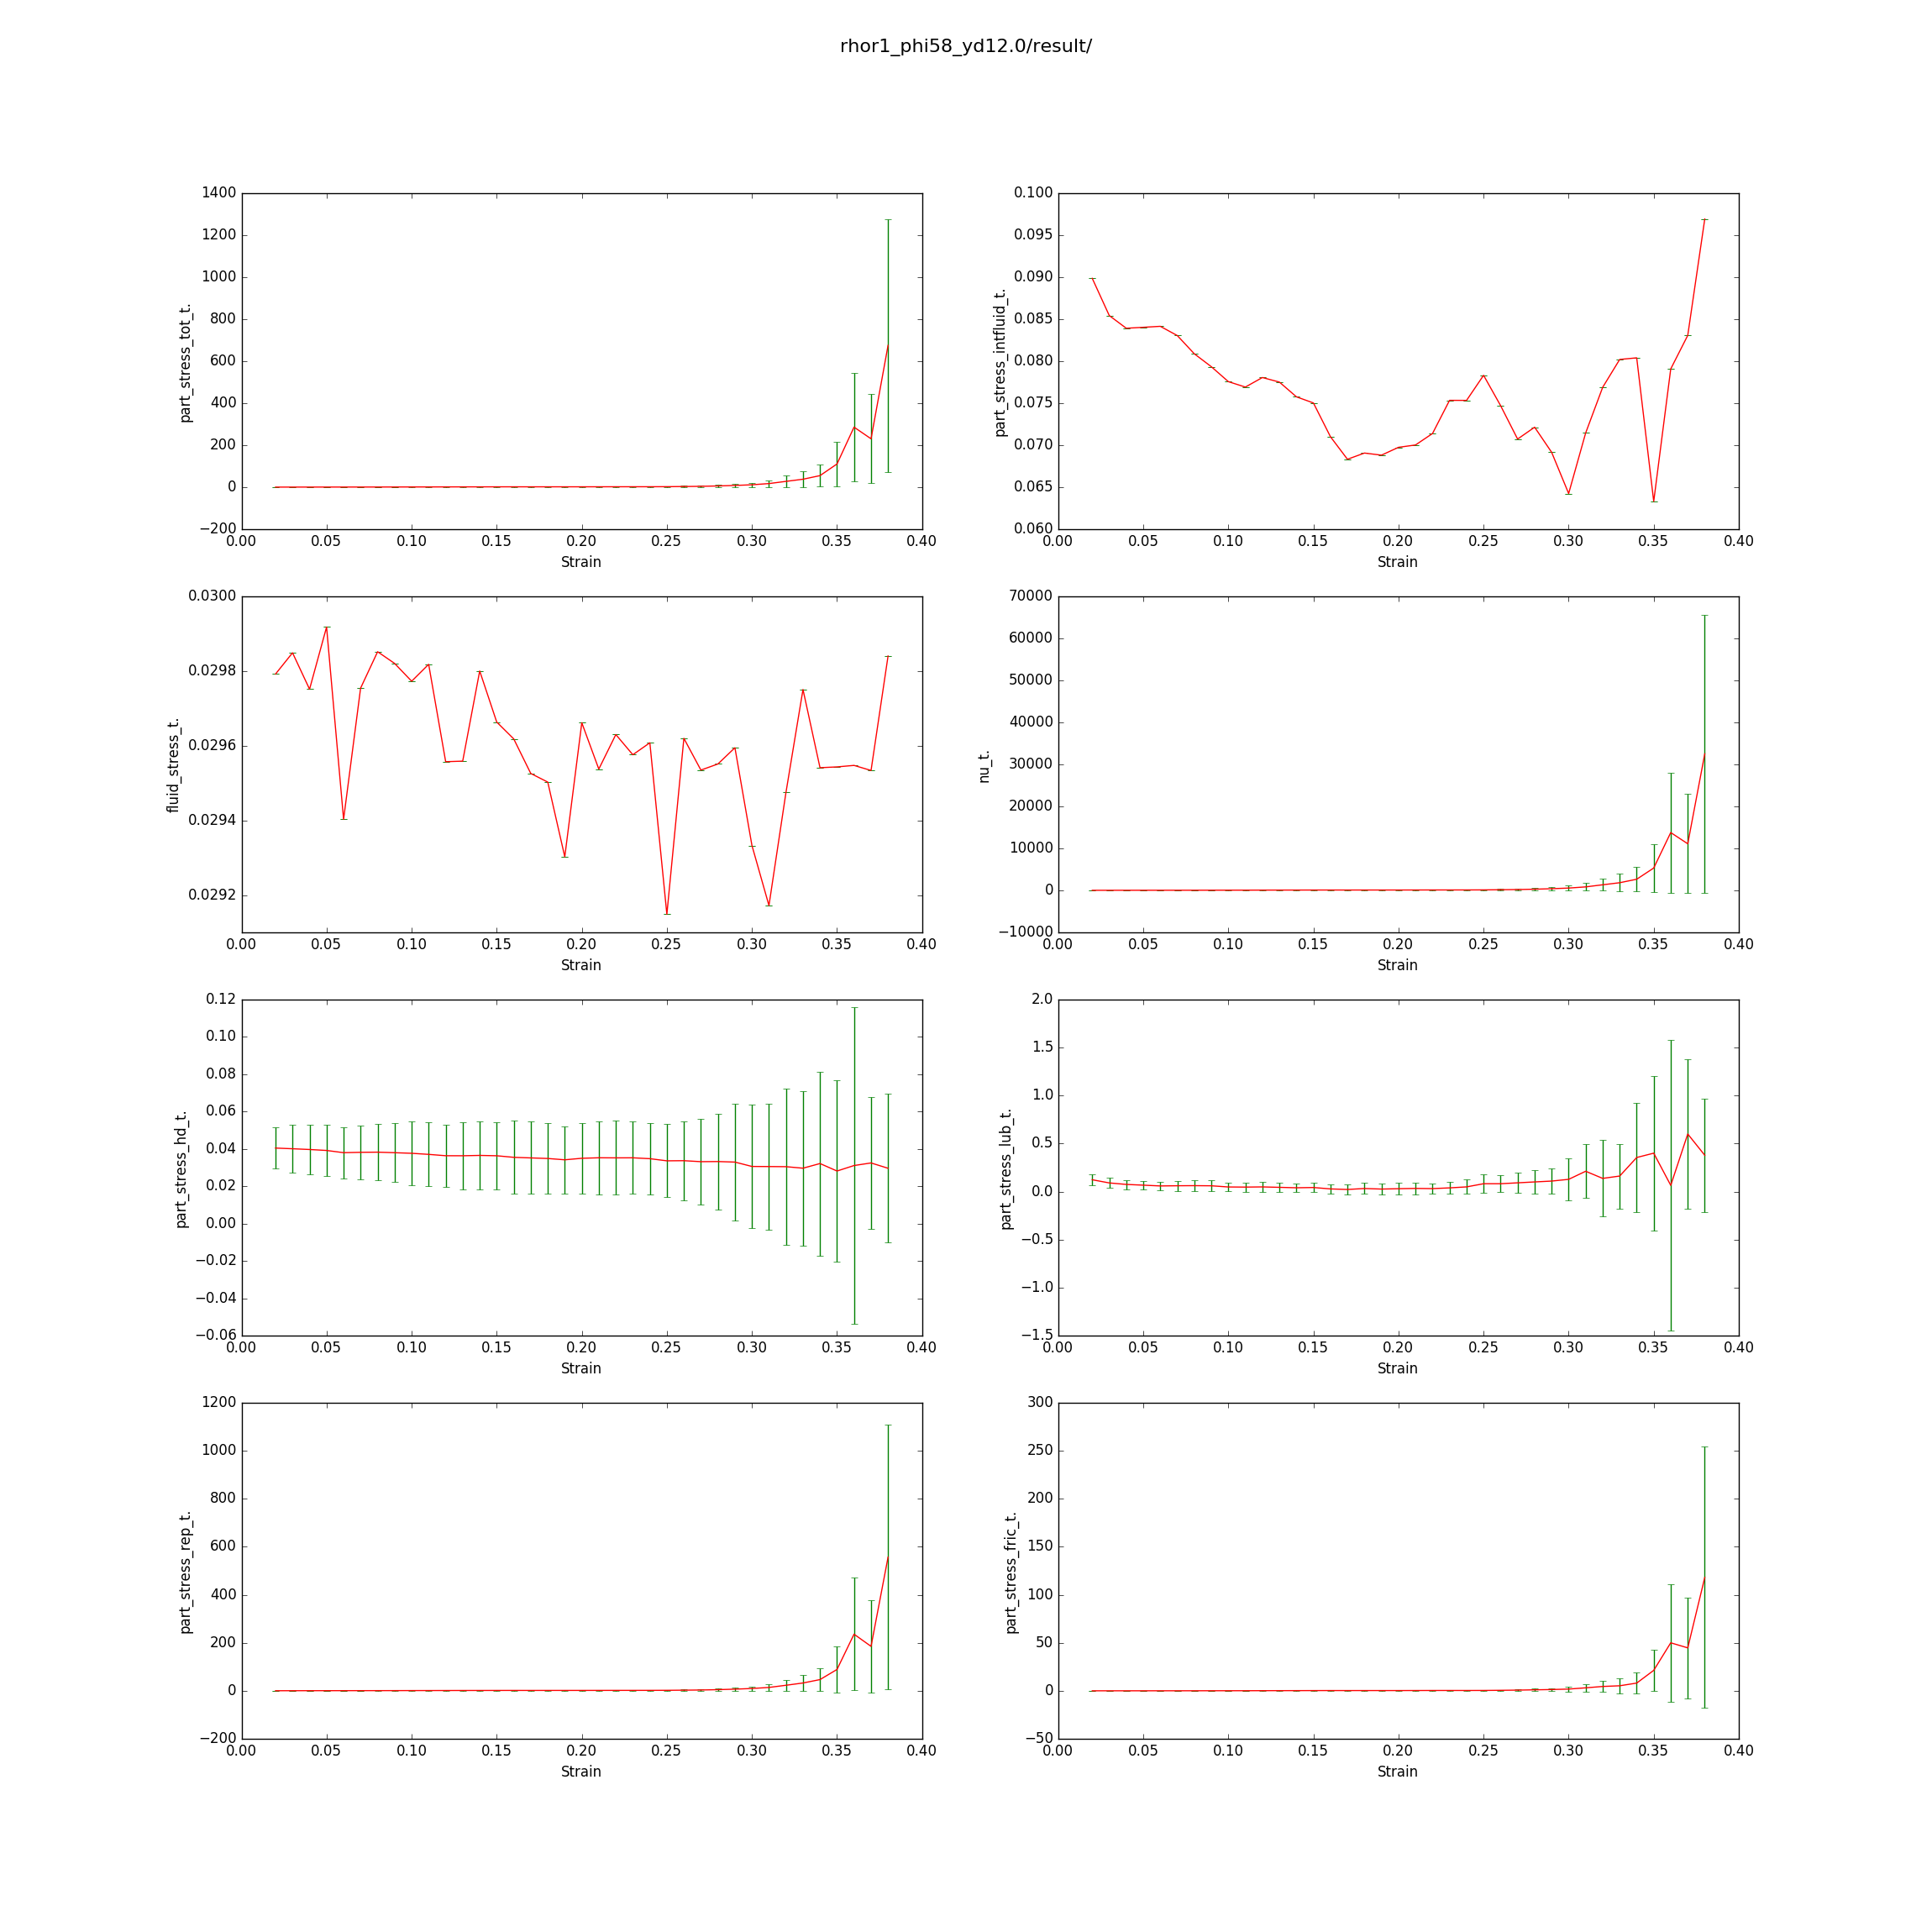 rhor1_phi58_yd12.0/result/
1400
1200
1000
800
600
400
200
0
−200
part_stress_tot_t.
0.00 0.05 0.10 0.15 0.20 0.25 0.30 0.35 0.40
Strain
0.100
0.095
0.090
0.085
0.080
0.075
0.070
0.065
0.060
part_stress_intfluid_t.
0.00 0.05 0.10 0.15 0.20 0.25 0.30 0.35 0.40
Strain
0.0300
0.0298
0.0296
0.0294
0.0292
fluid_stress_t.
0.00 0.05 0.10 0.15 0.20 0.25 0.30 0.35 0.40
Strain
70000
60000
50000
40000
30000
20000
10000
0
−10000
nu_t.
0.00 0.05 0.10 0.15 0.20 0.25 0.30 0.35 0.40
Strain
0.12
0.10
0.08
0.06
0.04
0.02
0.00
−0.02
−0.04
−0.06
part_stress_hd_t.
0.00 0.05 0.10 0.15 0.20 0.25 0.30 0.35 0.40
Strain
2.0
1.5
1.0
0.5
0.0
−0.5
−1.0
−1.5
part_stress_lub_t.
0.00 0.05 0.10 0.15 0.20 0.25 0.30 0.35 0.40
Strain
1200
1000
800
600
400
200
0
−200
part_stress_rep_t.
0.00 0.05 0.10 0.15 0.20 0.25 0.30 0.35 0.40
Strain
300
250
200
150
100
50
0
−50
part_stress_fric_t.
0.00 0.05 0.10 0.15 0.20 0.25 0.30 0.35 0.40
Strain